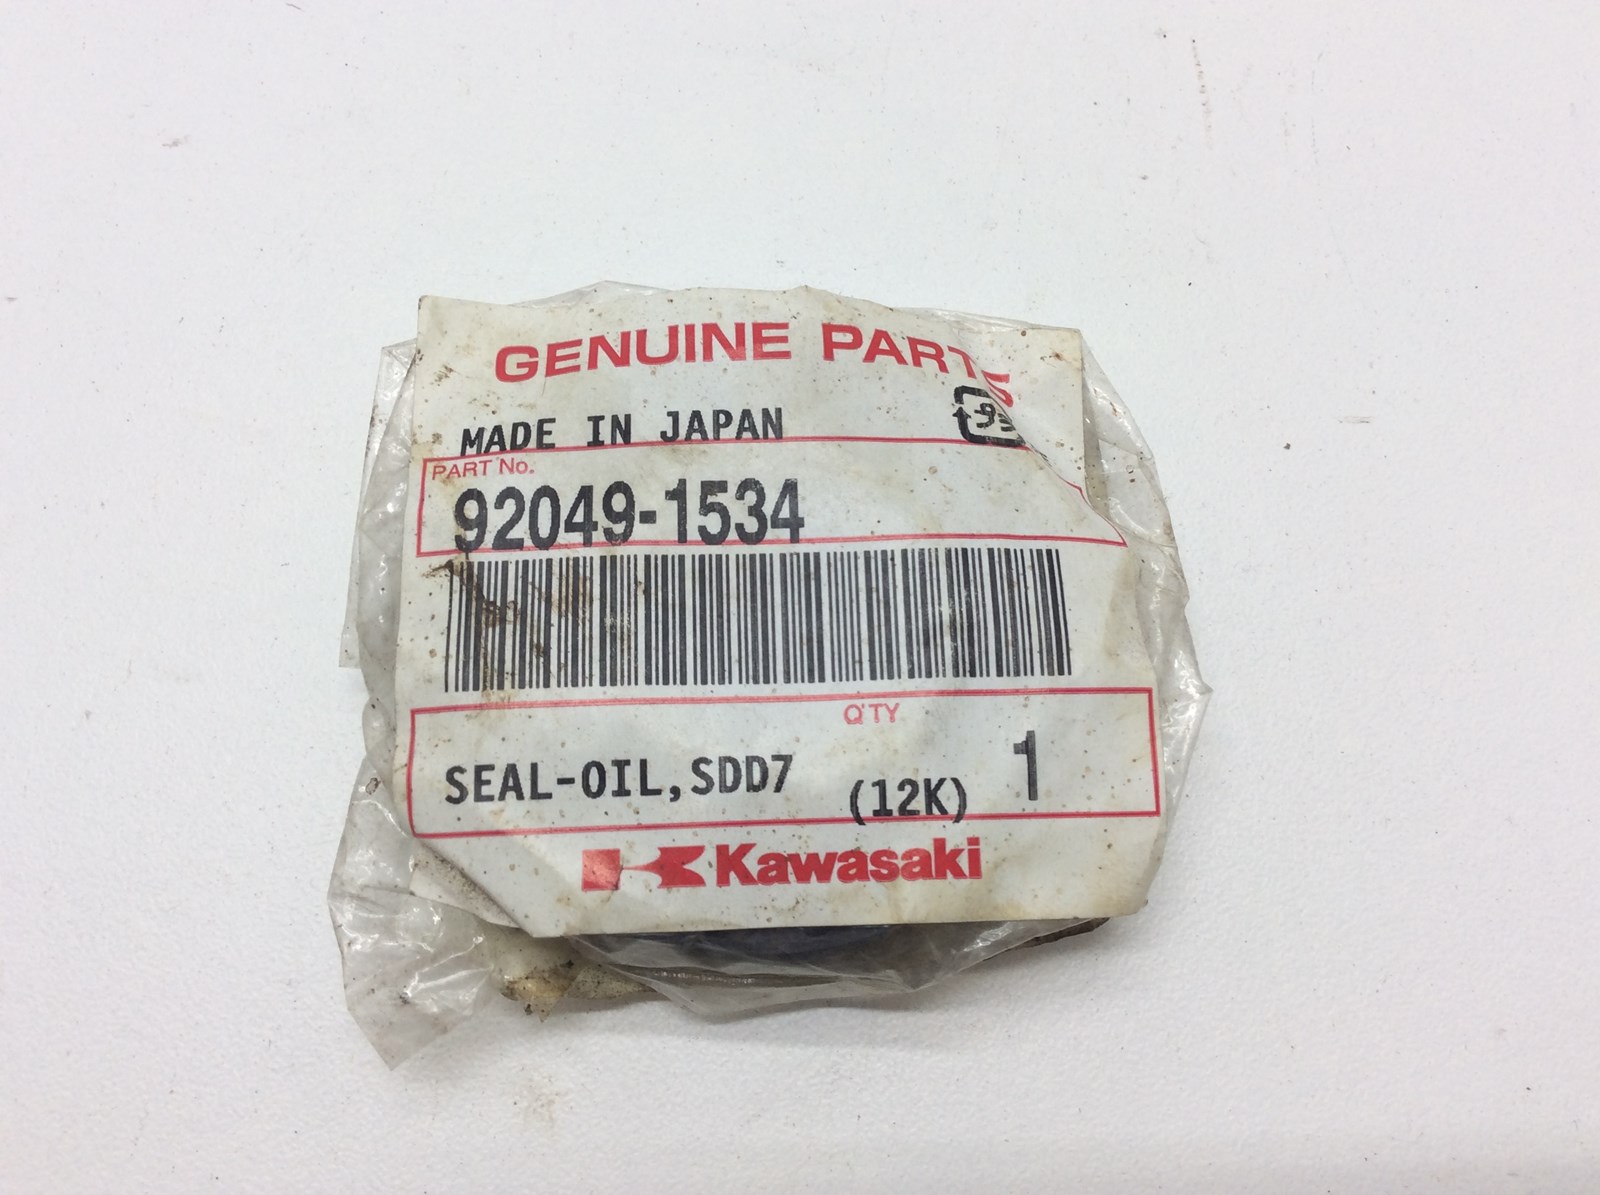 GENUINE PARTS
MADE IN JAPAN
PART No.
92049-1534
Q'TY
SEAL-OIL,SDD7 (12K) 1
Kawasaki